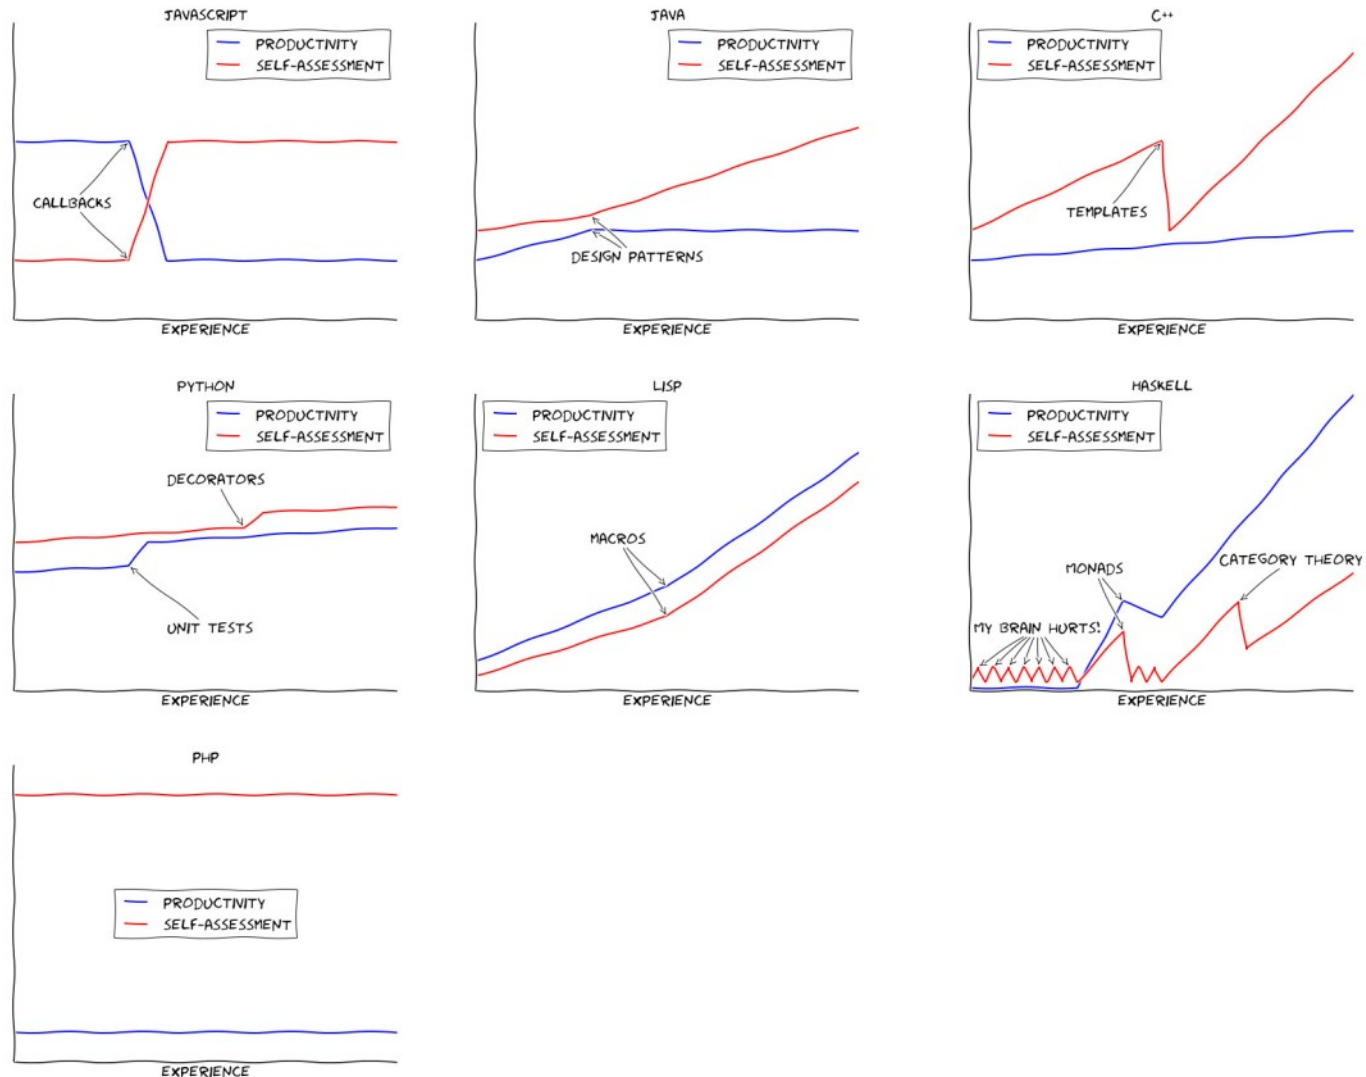 JAVASCRIPT
PRODUCTIVITY
SELF-ASSESSMENT
CALLBACKS
EXPERIENCE
JAVA
PRODUCTIVITY
SELF-ASSESSMENT
DESIGN PATTERNS
EXPERIENCE
C++
PRODUCTIVITY
SELF-ASSESSMENT
TEMPLATES
EXPERIENCE
PYTHON
PRODUCTIVITY
SELF-ASSESSMENT
DECORATORS
UNIT TESTS
EXPERIENCE
LISP
PRODUCTIVITY
SELF-ASSESSMENT
MACROS
EXPERIENCE
HASKELL
PRODUCTIVITY
SELF-ASSESSMENT
CATEGORY THEORY
MONADS
MY BRAIN HURTS!
EXPERIENCE
PHP
PRODUCTIVITY
SELF-ASSESSMENT
EXPERIENCE